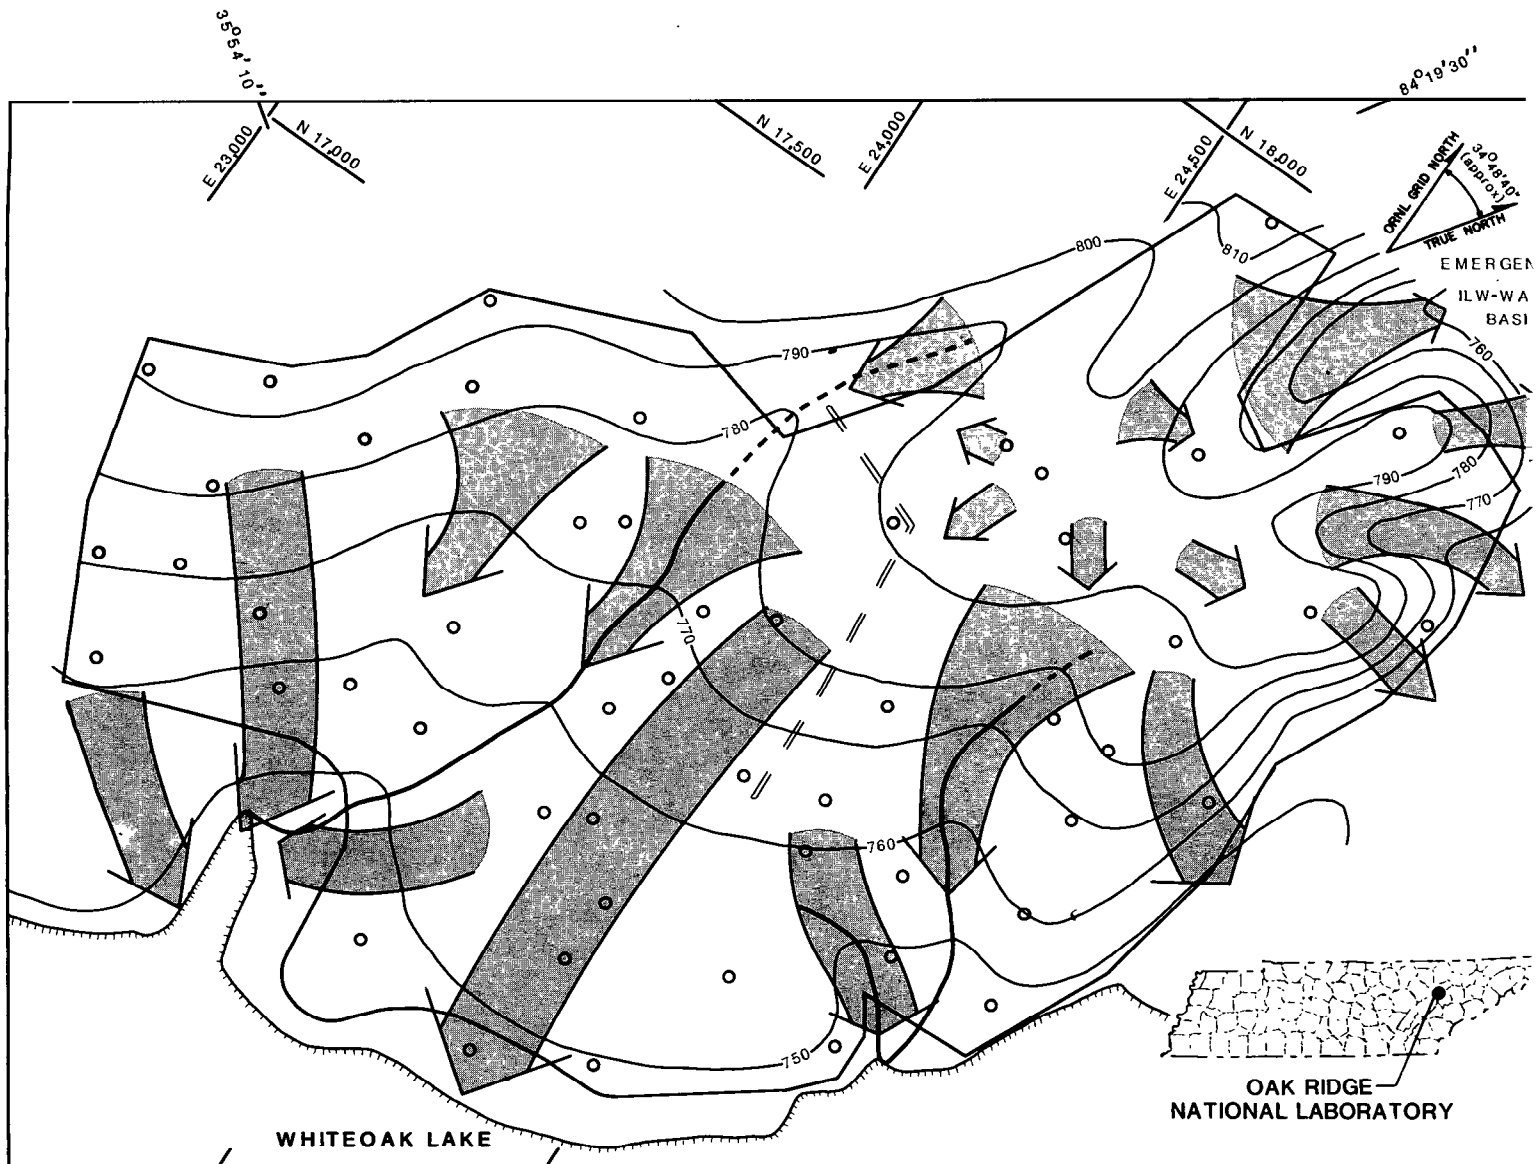 35°54'10"
84°19'30"
E 23,000
N 17,000
N 17,500
E 24,000
E 24,500
N 18,000
ORNL GRID NORTH
34°48'40"
(approx)
TRUE NORTH
EMERGEN
ILW-WA
BASI
800
810
790
760
780
790
780
770
770
760
750
OAK RIDGE
NATIONAL LABORATORY
WHITEOAK LAKE